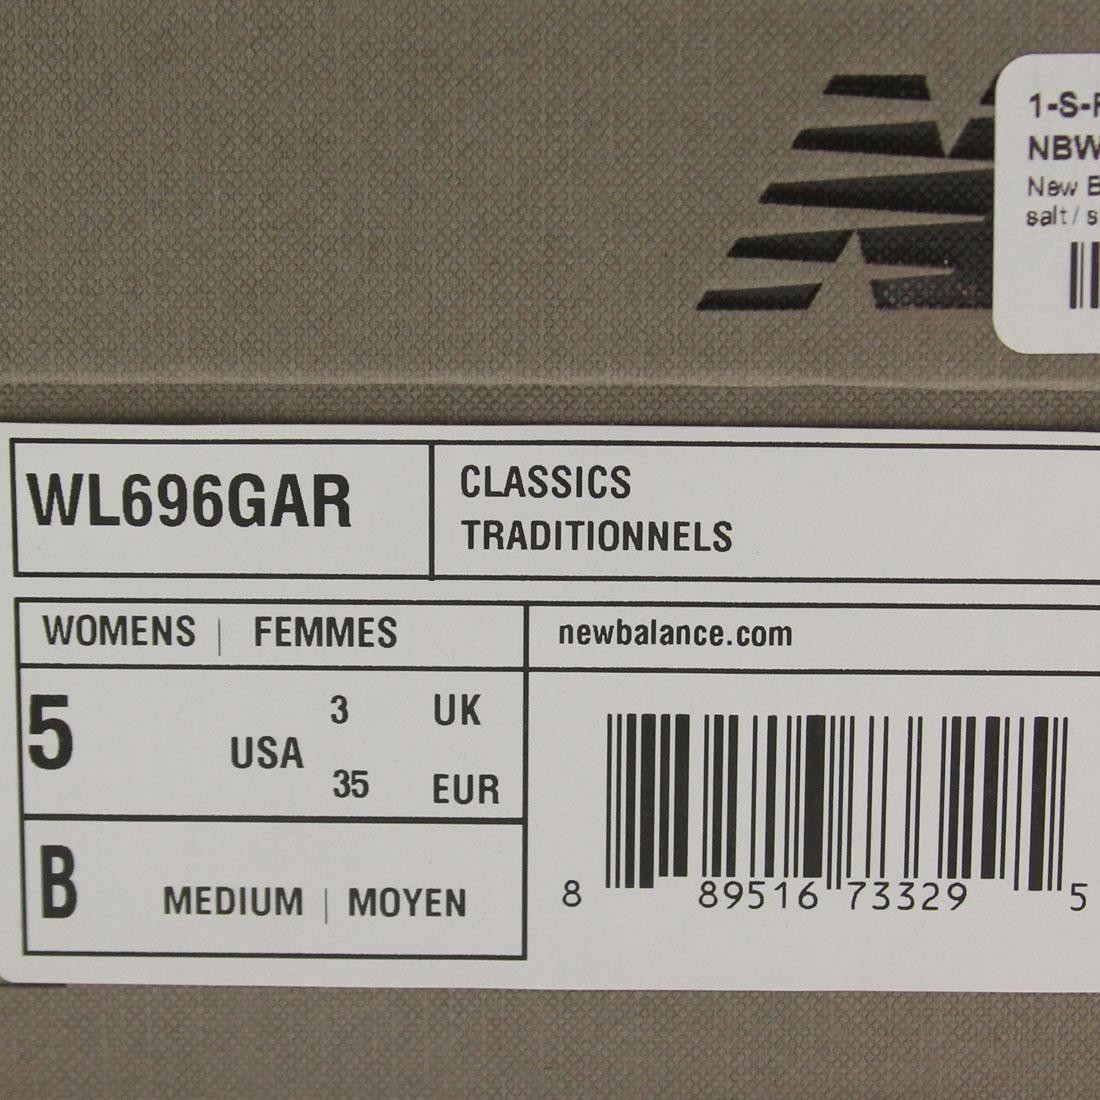 1-S-
NBW
New
salt / s
WL696GAR
CLASSICS
TRADITIONNELS
WOMENS | FEMMES
newbalance.com
5 USA 3 UK
35 EUR
B MEDIUM | MOYEN
8 89516 73329 5